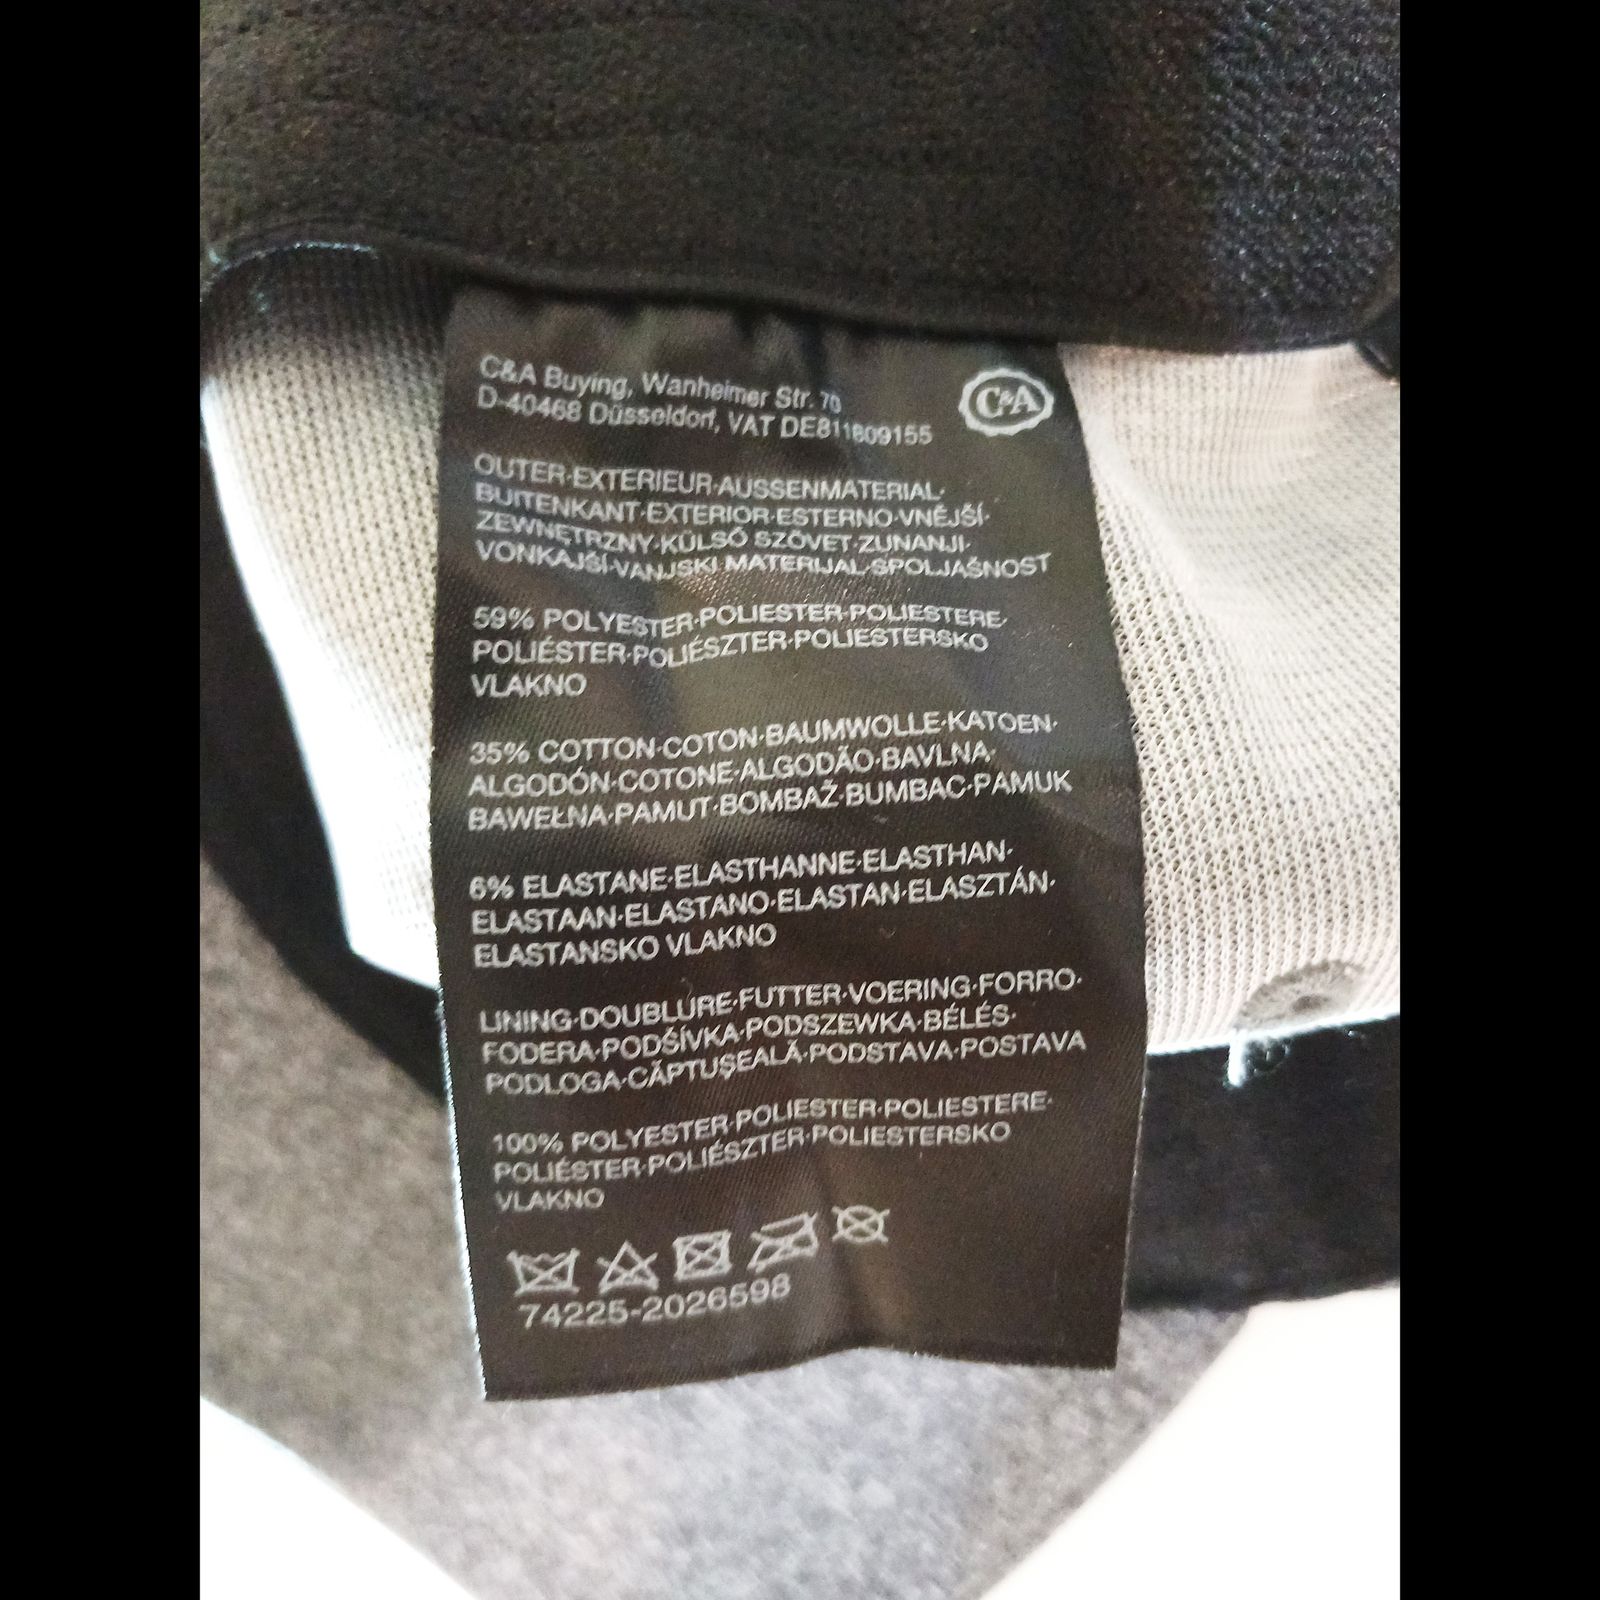 C&A Buying, Wanheimer Str. 70
D-40468 Düsseldorf, VAT DE811809155
C&A
OUTER·EXTERIEUR·AUSSENMATERIAL·
BUITENKANT·EXTERIOR·ESTERNO·VNĚJŠÍ·
ZEWNĘTRZNY·KÜLSŐ SZÖVET·ZUNANJI·
VONKAJŠÍ·VANJSKI MATERIJAL·SPOLJAŠNOST
59% POLYESTER·POLIESTER·POLIESTERE·
POLIÉSTER·POLIÉSZTER·POLIESTERSKO
VLAKNO
35% COTTON·COTON·BAUMWOLLE·KATOEN·
ALGODÓN·COTONE·ALGODÃO·BAVLNA·
BAWEŁNA·PAMUT·BOMBAŽ·BUMBAC·PAMUK
6% ELASTANE·ELASTHANNE·ELASTHAN·
ELASTAAN·ELASTANO·ELASTAN·ELASZTÁN·
ELASTANSKO VLAKNO
LINING·DOUBLURE·FUTTER·VOERING·FORRO·
FODERA·PODŠÍVKA·PODSZEWKA·BÉLÉS·
PODLOGA·CĂPTUŞEALĂ·PODSTAVA·POSTAVA
100% POLYESTER·POLIESTER·POLIESTERE·
POLIÉSTER·POLIÉSZTER·POLIESTERSKO
VLAKNO
74225-2026598